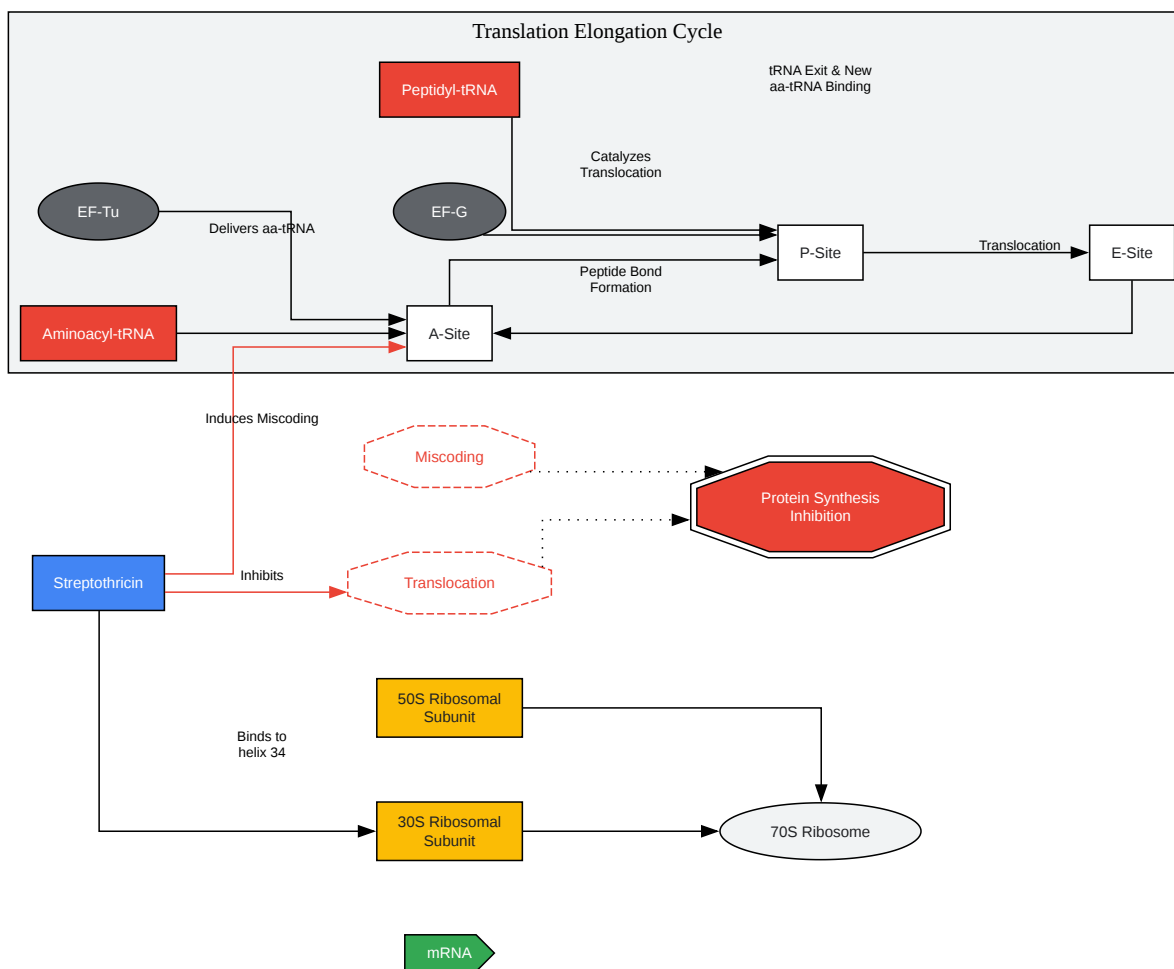 Translation Elongation Cycle
Peptidyl-tRNA
tRNA Exit & New
aa-tRNA Binding
Catalyzes
Translocation
EF-Tu
EF-G
Delivers aa-tRNA
P-Site
Translocation
E-Site
Peptide Bond
Formation
Aminoacyl-tRNA
A-Site
Induces Miscoding
Miscoding
Protein Synthesis
Inhibition
Streptothricin
Inhibits
Translocation
50S Ribosomal
Subunit
Binds to
helix 34
30S Ribosomal
Subunit
70S Ribosome
mRNA